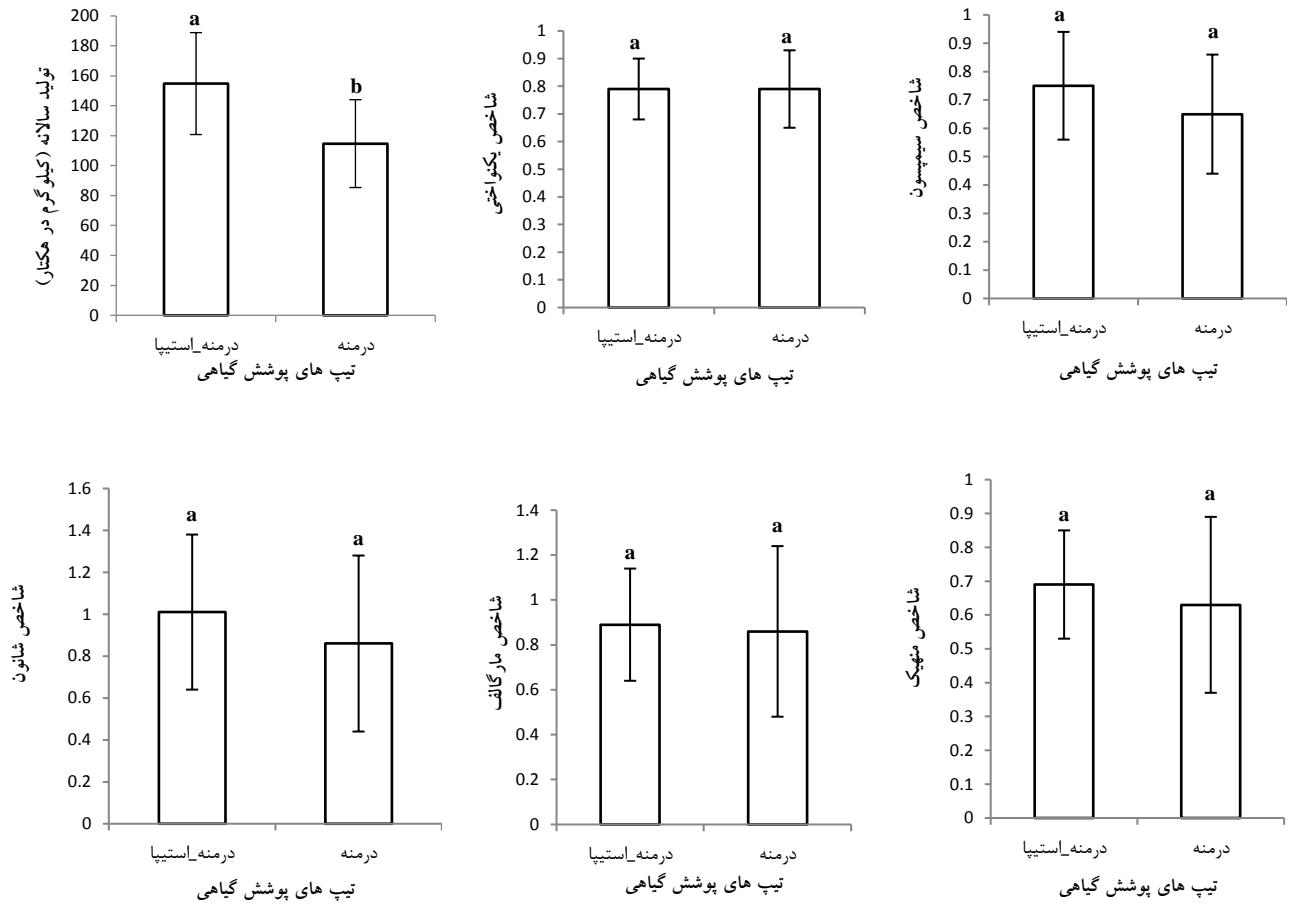 تولید سالانه (کیلوگرم در هکتار)
200
180
160
140
120
100
80
60
40
20
0
a
b
درمنه_استیپا
درمنه
تیپ های پوشش گیاهی
شاخص یکنواختی
1
0.9
0.8
0.7
0.6
0.5
0.4
0.3
0.2
0.1
0
a
a
درمنه_استیپا
درمنه
تیپ های پوشش گیاهی
شاخص سیمپسون
1
0.9
0.8
0.7
0.6
0.5
0.4
0.3
0.2
0.1
0
a
a
درمنه_استیپا
درمنه
تیپ های پوشش گیاهی
شاخص شانون
1.6
1.4
1.2
1
0.8
0.6
0.4
0.2
0
a
a
درمنه_استیپا
درمنه
تیپ های پوشش گیاهی
شاخص مارگالف
1.4
1.2
1
0.8
0.6
0.4
0.2
0
a
a
درمنه_استیپا
درمنه
تیپ های پوشش گیاهی
شاخص منهیک
1
0.9
0.8
0.7
0.6
0.5
0.4
0.3
0.2
0.1
0
a
a
درمنه_استیپا
درمنه
تیپ های پوشش گیاهی